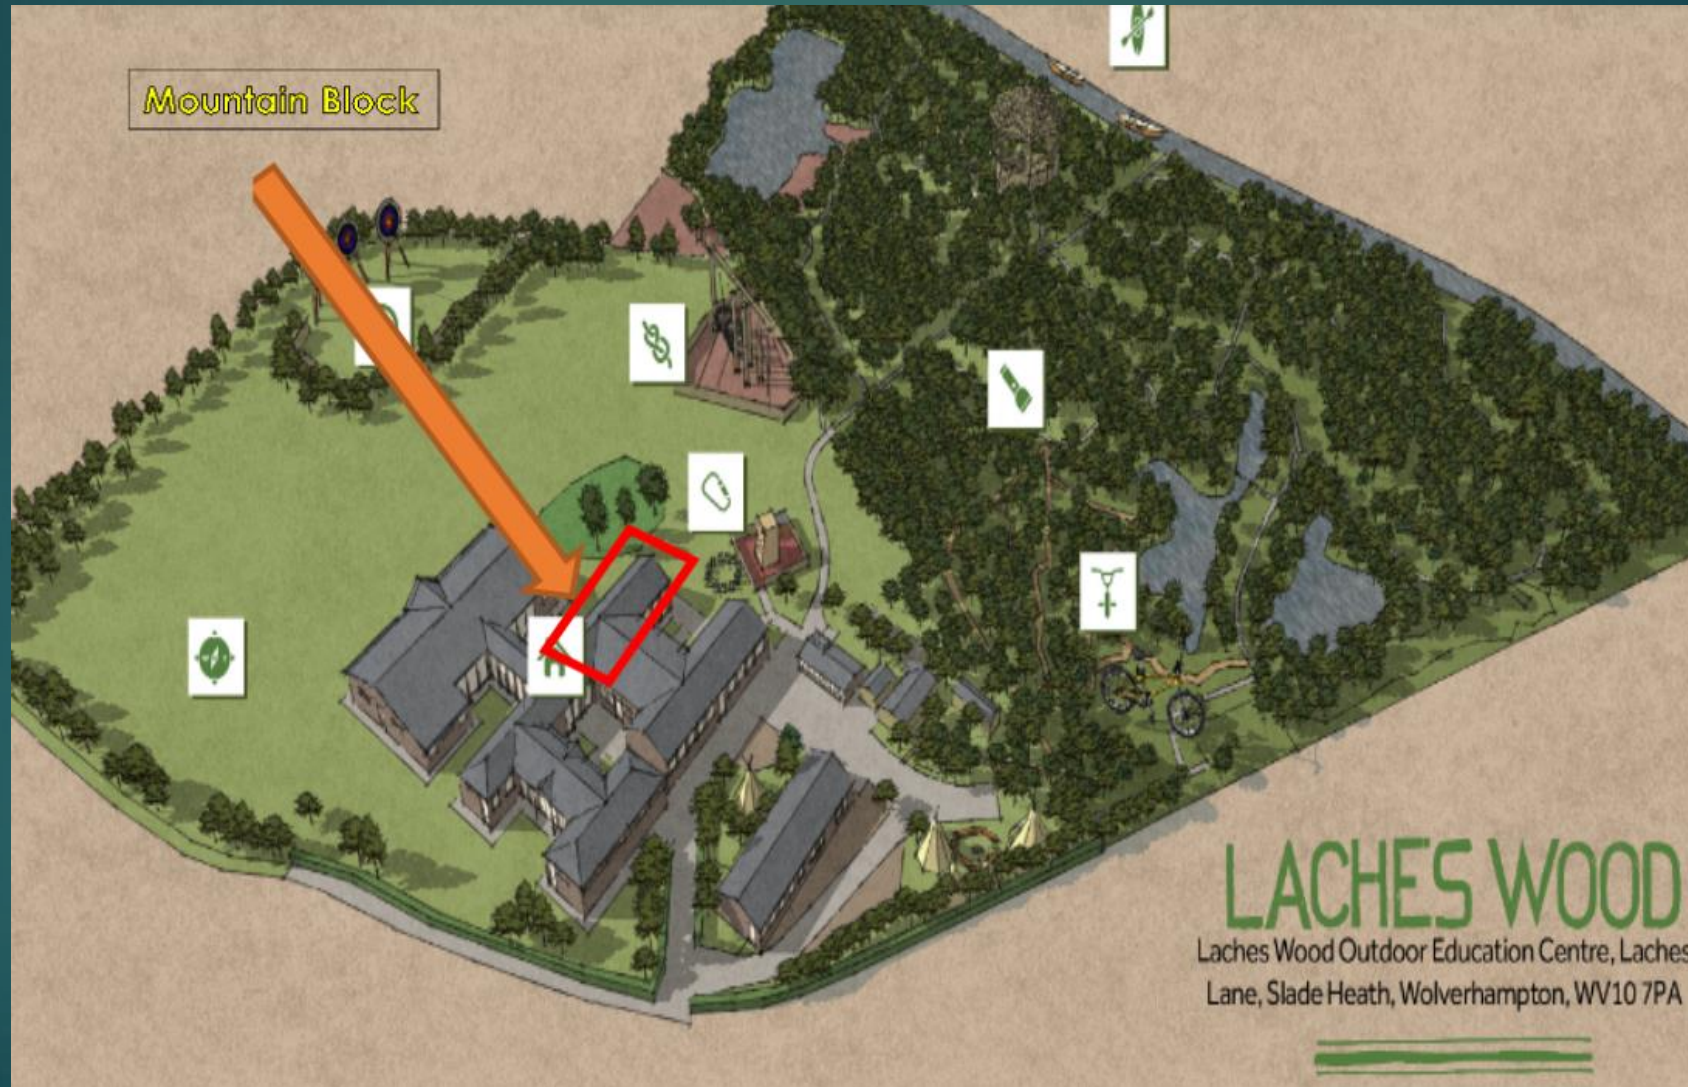 Mountain Block
LACHES WOOD
Laches Wood Outdoor Education Centre, Laches
Lane, Slade Heath, Wolverhampton, WV10 7PA